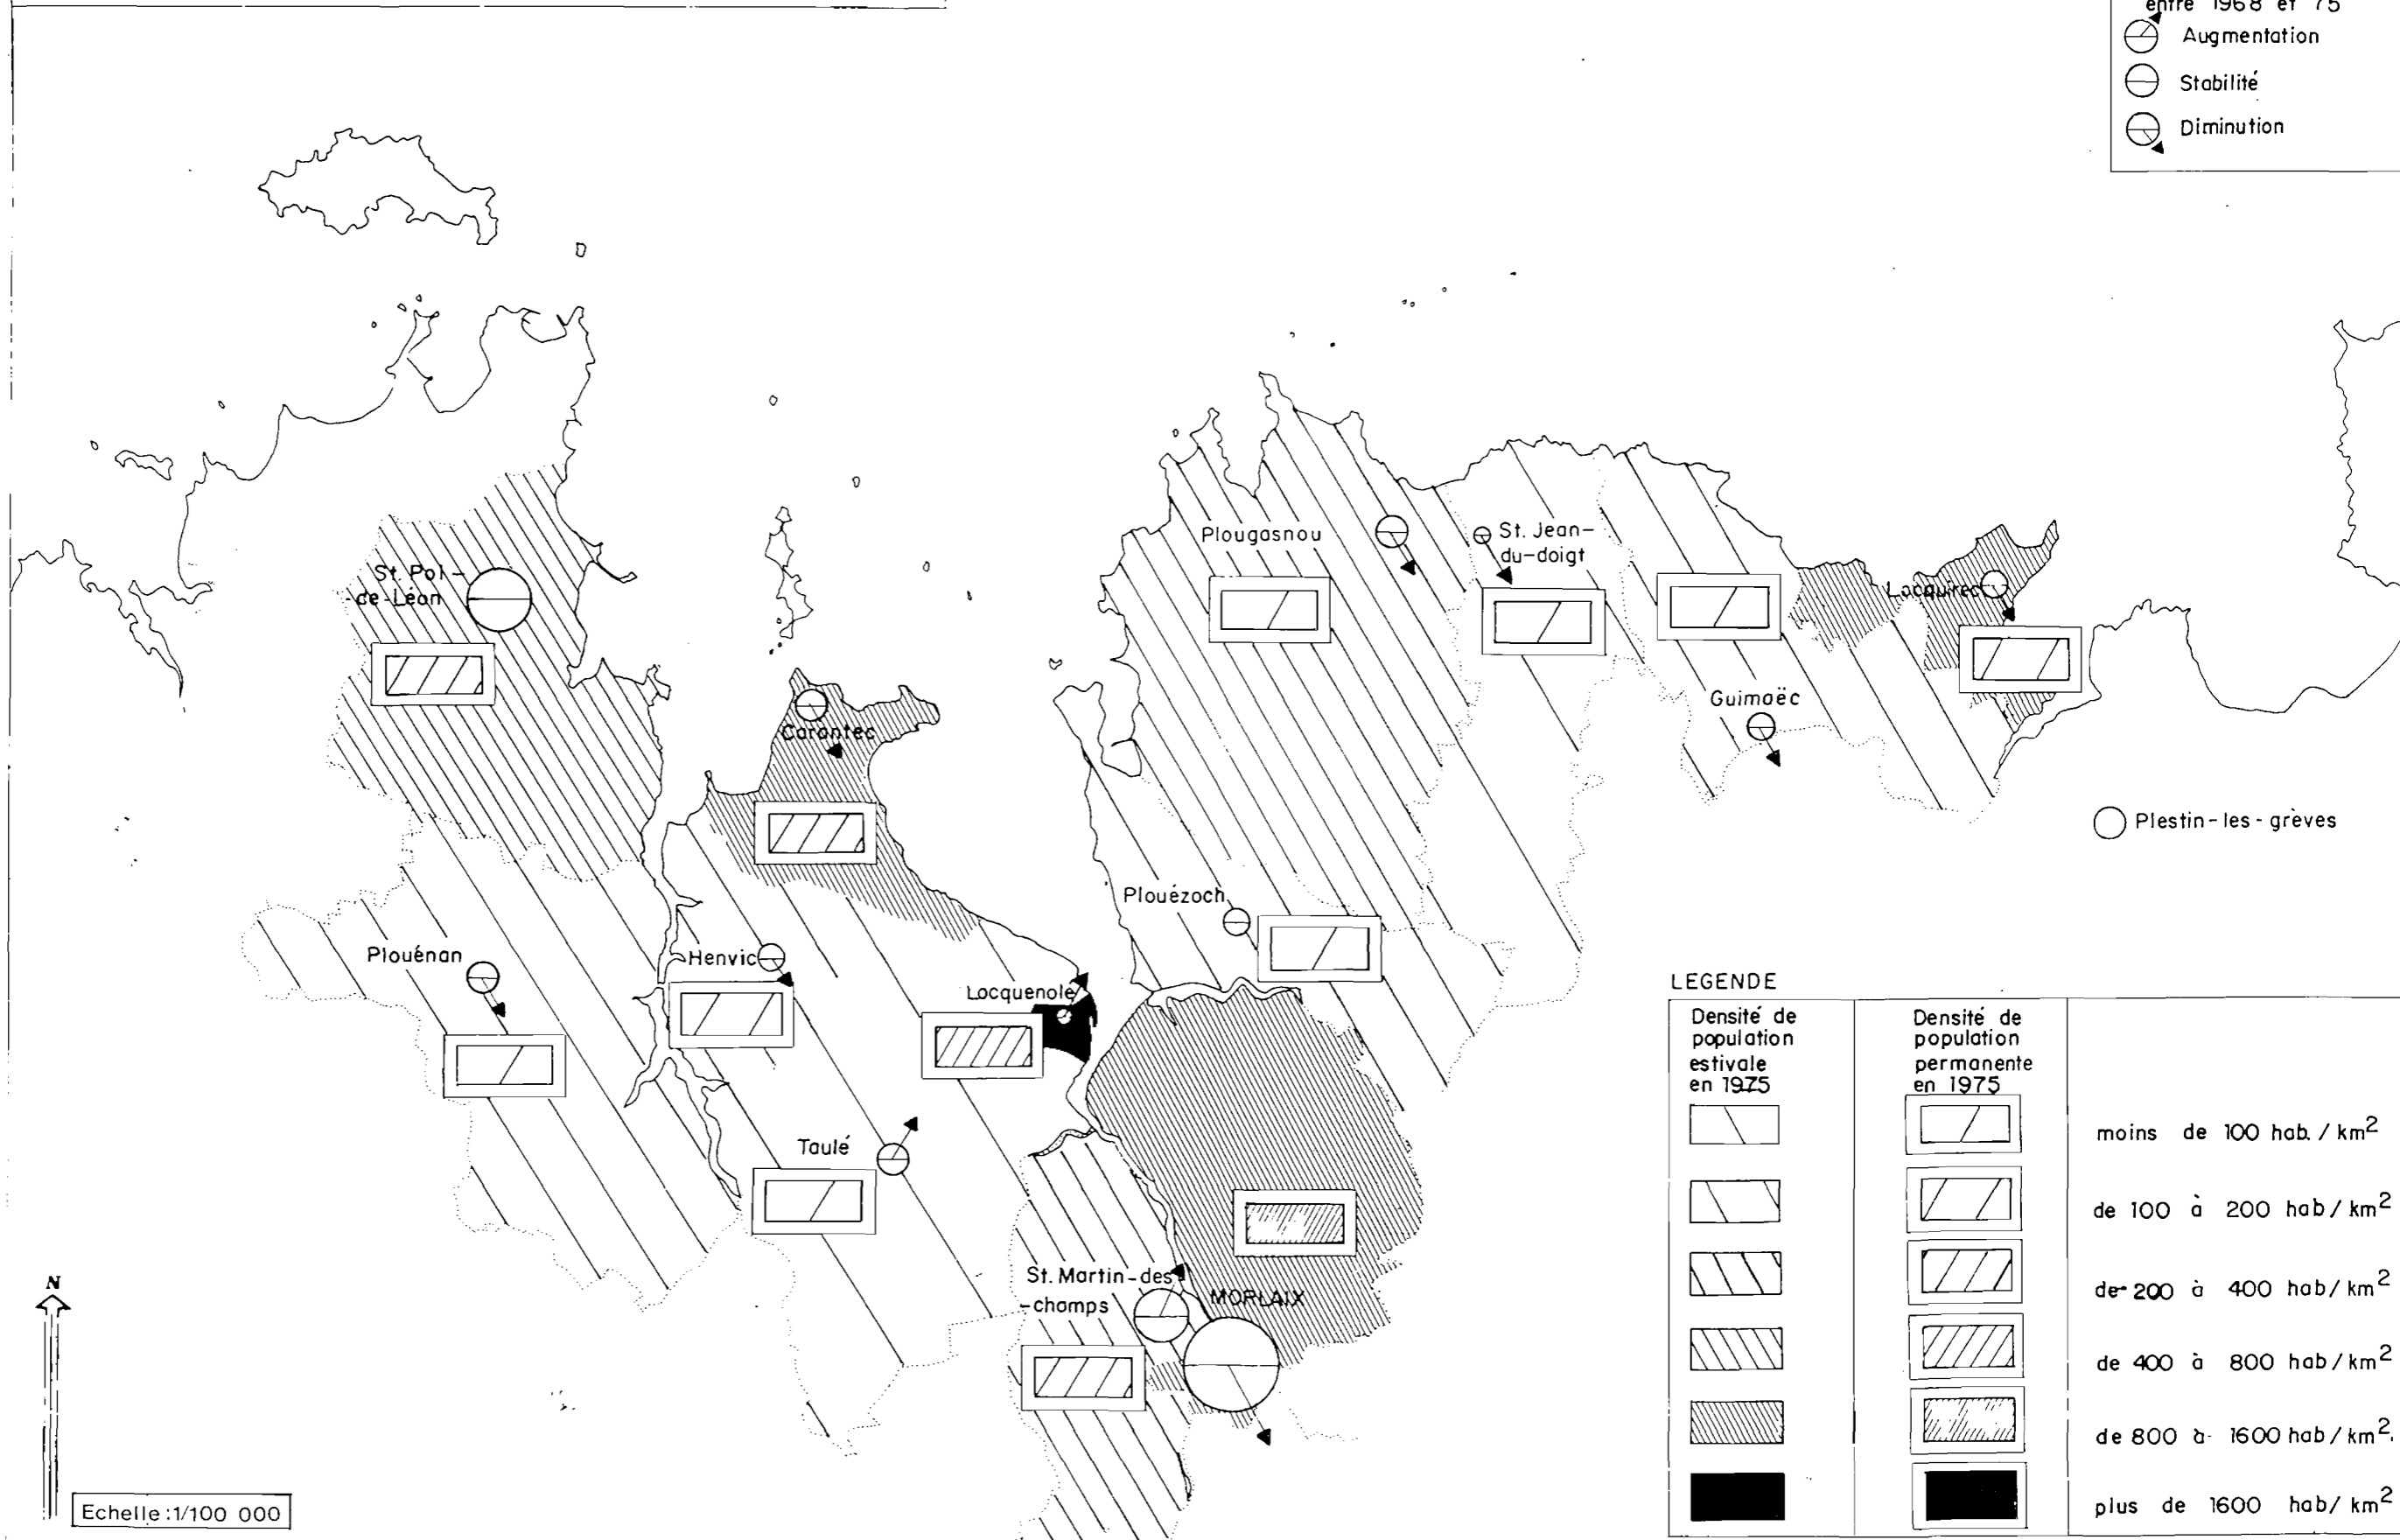 entre 1968 et 75
Augmentation
Stabilité
Diminution
St. Pol-
-de-Léon
Plougasnou
St. Jean-
du-doigt
Locquirec
Guimaëc
Carantec
Plestin-les-grèves
Plouézoch
Plouénan
Henvic
Locquenolé
Taulé
St. Martin-des
-champs
MORLAIX
N
Echelle : 1/100 000
LEGENDE
Densité de
population
estivale
en 1975
Densité de
population
permanente
en 1975
moins de 100 hab. / km²
de 100 à 200 hab / km²
de 200 à 400 hab / km²
de 400 à 800 hab / km²
de 800 à 1600 hab / km².
plus de 1600 hab / km²